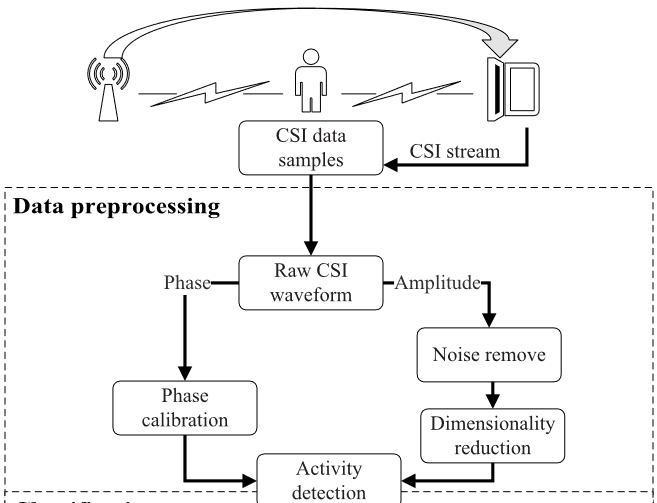 CSI data
samples
CSI stream
Data preprocessing
Raw CSI
waveform
Phase
Amplitude
Noise remove
Phase
calibration
Dimensionality
reduction
Activity
detection